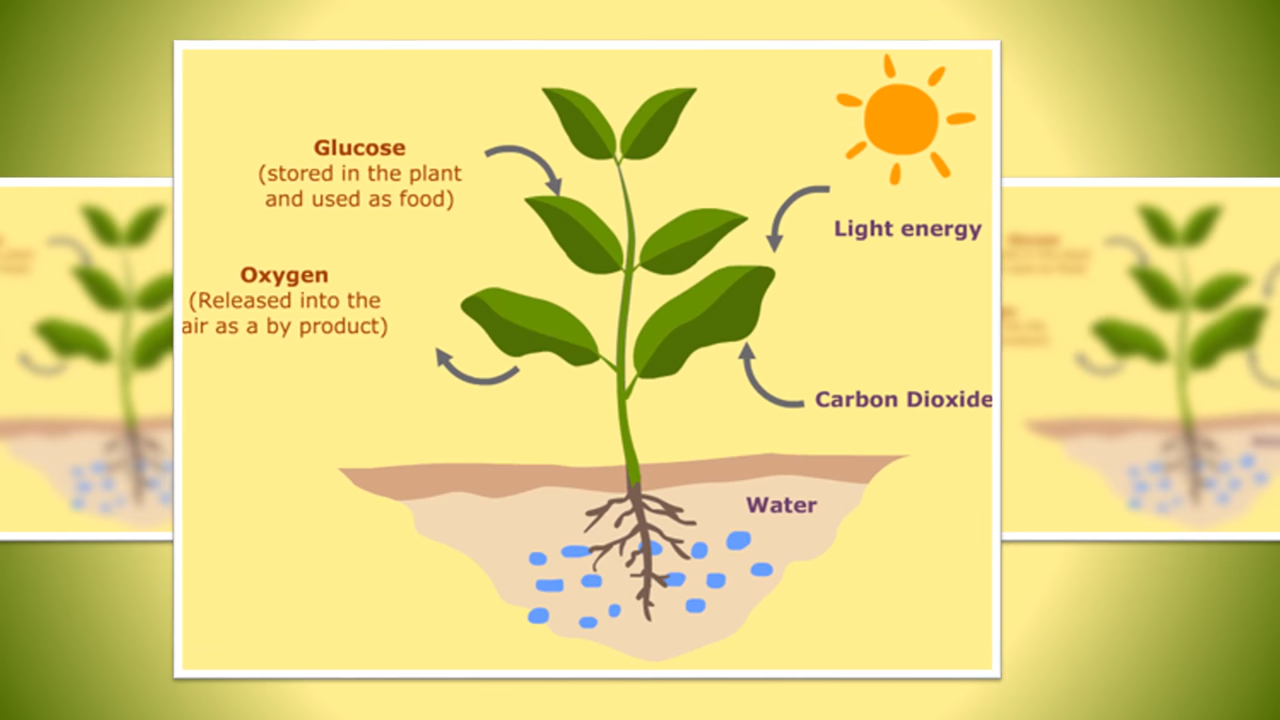 Glucose
(stored in the plant
and used as food)
Light energy
Oxygen
(Released into the
air as a by product)
Carbon Dioxide
Water